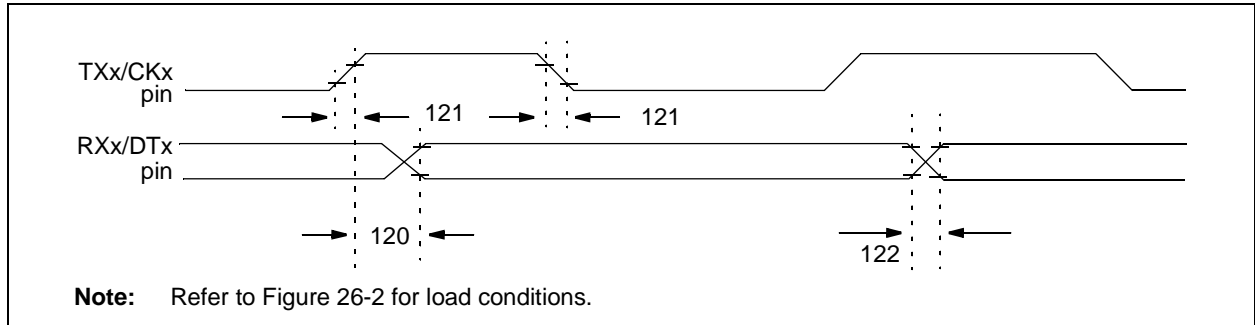 TXx/CKx
pin
121
121
RXx/DTx
pin
120
122
Note: Refer to Figure 26-2 for load conditions.